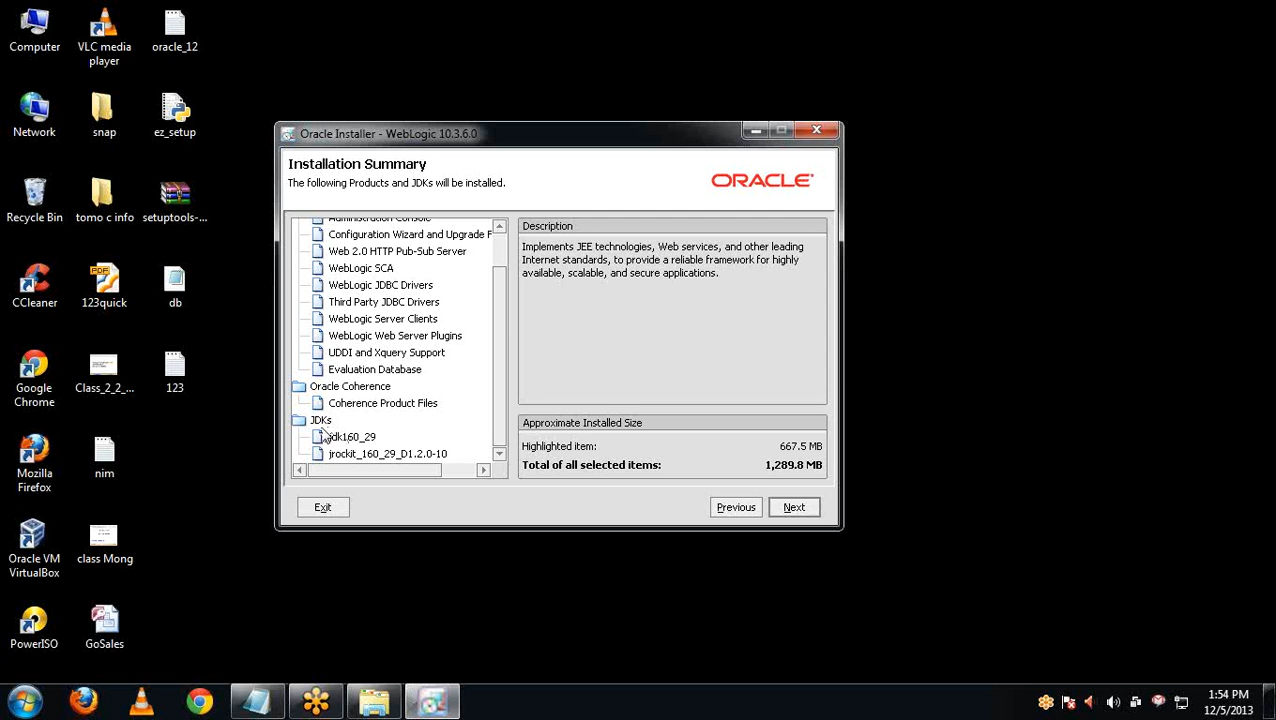 Computer
VLC media
player
oracle_12
Network
snap
ez_setup
Recycle Bin
tomo c info
setuptools-...
CCleaner
123quick
db
Google
Chrome
Class_2_2_...
123
Mozilla
Firefox
nim
Oracle VM
VirtualBox
class Mong
PowerISO
GoSales
Oracle Installer - WebLogic 10.3.6.0
Installation Summary
The following Products and JDKs will be installed.
ORACLE
Administration Console
Configuration Wizard and Upgrade F
Web 2.0 HTTP Pub-Sub Server
WebLogic SCA
WebLogic JDBC Drivers
Third Party JDBC Drivers
WebLogic Server Clients
WebLogic Web Server Plugins
UDDI and Xquery Support
Evaluation Database
Oracle Coherence
Coherence Product Files
JDKs
jdk160_29
jrockit_160_29_D1.2.0-10
Description
Implements JEE technologies, Web services, and other leading
Internet standards, to provide a reliable framework for highly
available, scalable, and secure applications.
Approximate Installed Size
Highlighted item: 667.5 MB
Total of all selected items: 1,289.8 MB
Exit
Previous
Next
1:54 PM
12/5/2013